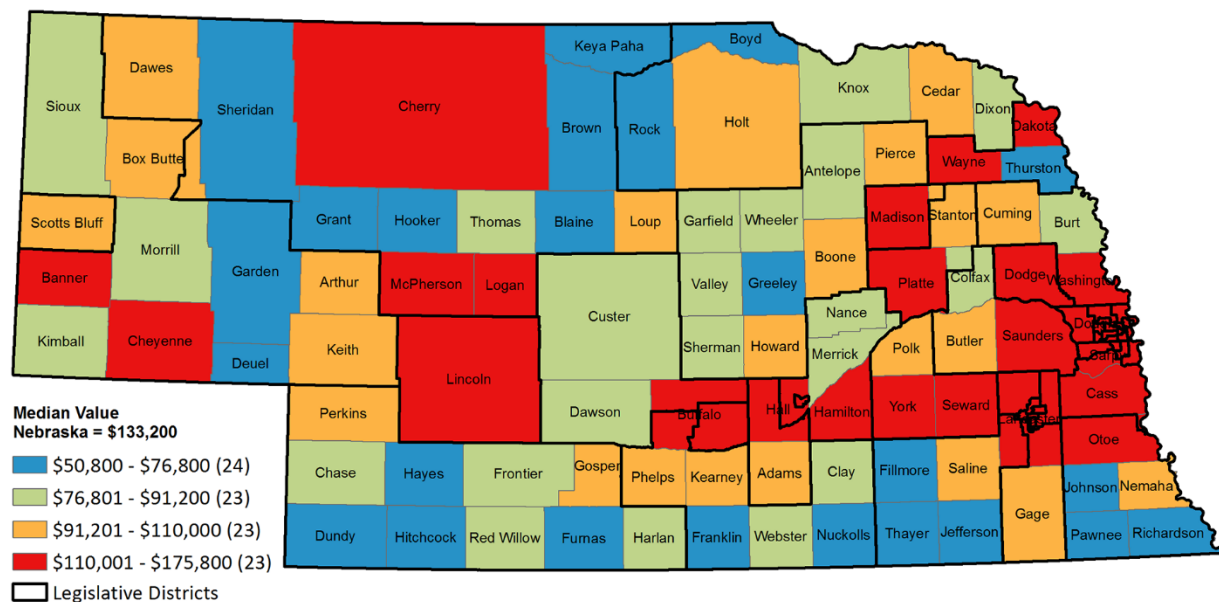 Keya Paha
Boyd
Dawes
Knox
Cedar
Sioux
Sheridan
Cherry
Dixon
Holt
Brown
Rock
Dakota
Box Butte
Pierce
Wayne
Thurston
Antelope
Scotts Bluff
Grant
Hooker
Thomas
Blaine
Loup
Garfield
Wheeler
Madison
Stanton
Cuming
Burt
Morrill
Boone
Banner
Garden
Arthur
McPherson
Logan
Valley
Greeley
Platte
Colfax
Dodge
Washington
Custer
Nance
Kimball
Cheyenne
Keith
Sherman
Howard
Merrick
Polk
Butler
Saunders
Deuel
Lincoln
Cass
Median Value
Nebraska = $133,200
Perkins
Dawson
Buffalo
Hall
Hamilton
York
Seward
Otoe
$50,800 - $76,800 (24)
Chase
Hayes
Frontier
Gosper
Phelps
Kearney
Adams
Clay
Fillmore
Saline
Johnson
Nemaha
$76,801 - $91,200 (23)
Gage
$91,201 - $110,000 (23)
Dundy
Hitchcock
Red Willow
Furnas
Harlan
Franklin
Webster
Nuckolls
Thayer
Jefferson
Pawnee
Richardson
$110,001 - $175,800 (23)
Legislative Districts